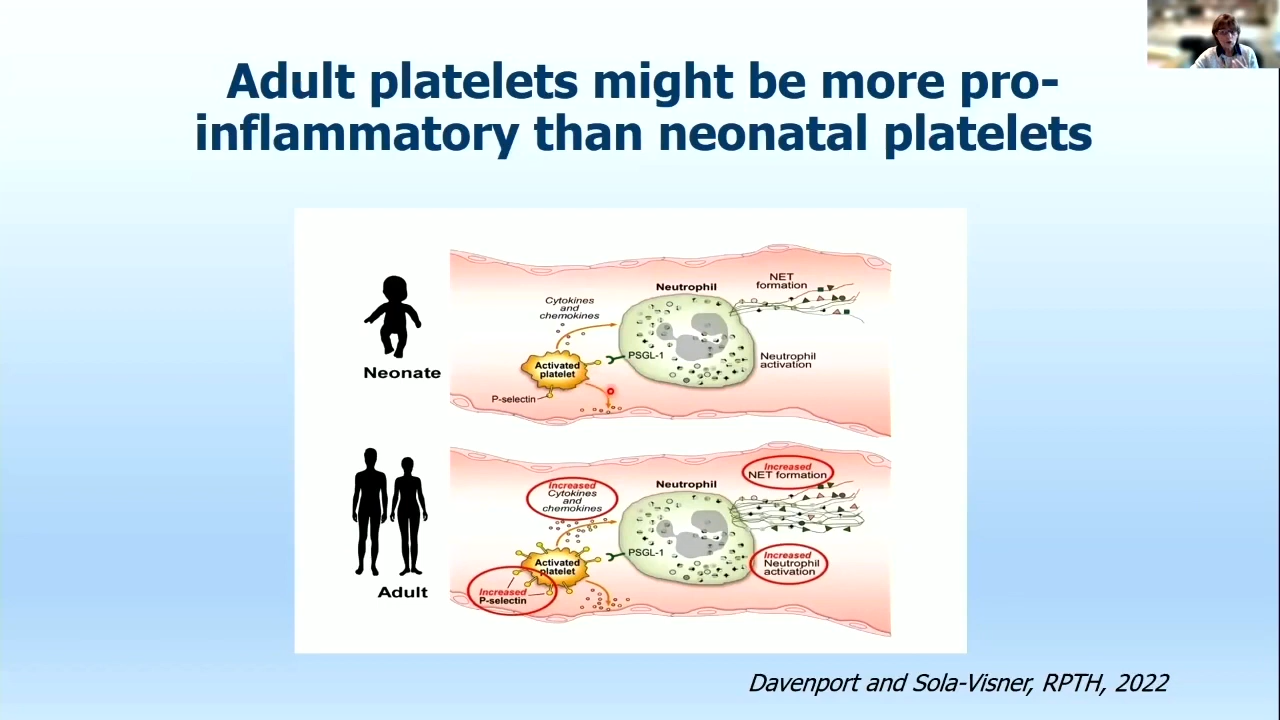 Adult platelets might be more pro-
inflammatory than neonatal platelets
Neonate
Cytokines
and
chemokines
Neutrophil
NET
formation
PSGL-1
Activated
platelet
P-selectin
Neutrophil
activation
Adult
Increased
Cytokines
and
chemokines
Neutrophil
Increased
NET formation
PSGL-1
Activated
platelet
Increased
P-selectin
Increased
Neutrophil
activation
Davenport and Sola-Visner, RPTH, 2022